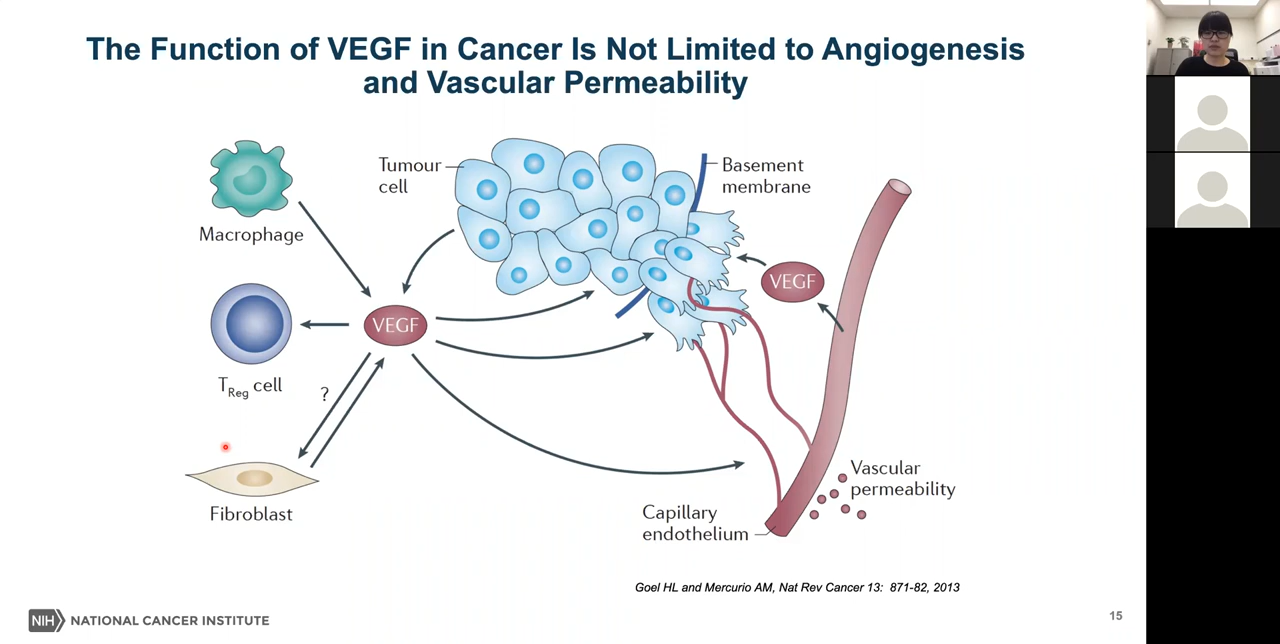 The Function of VEGF in Cancer Is Not Limited to Angiogenesis
and Vascular Permeability
Tumour
cell
Basement
membrane
Macrophage
VEGF
VEGF
TReg cell
?
Fibroblast
Vascular
permeability
Capillary
endothelium
Goel HL and Mercurio AM, Nat Rev Cancer 13: 871-82, 2013
NIH NATIONAL CANCER INSTITUTE
15